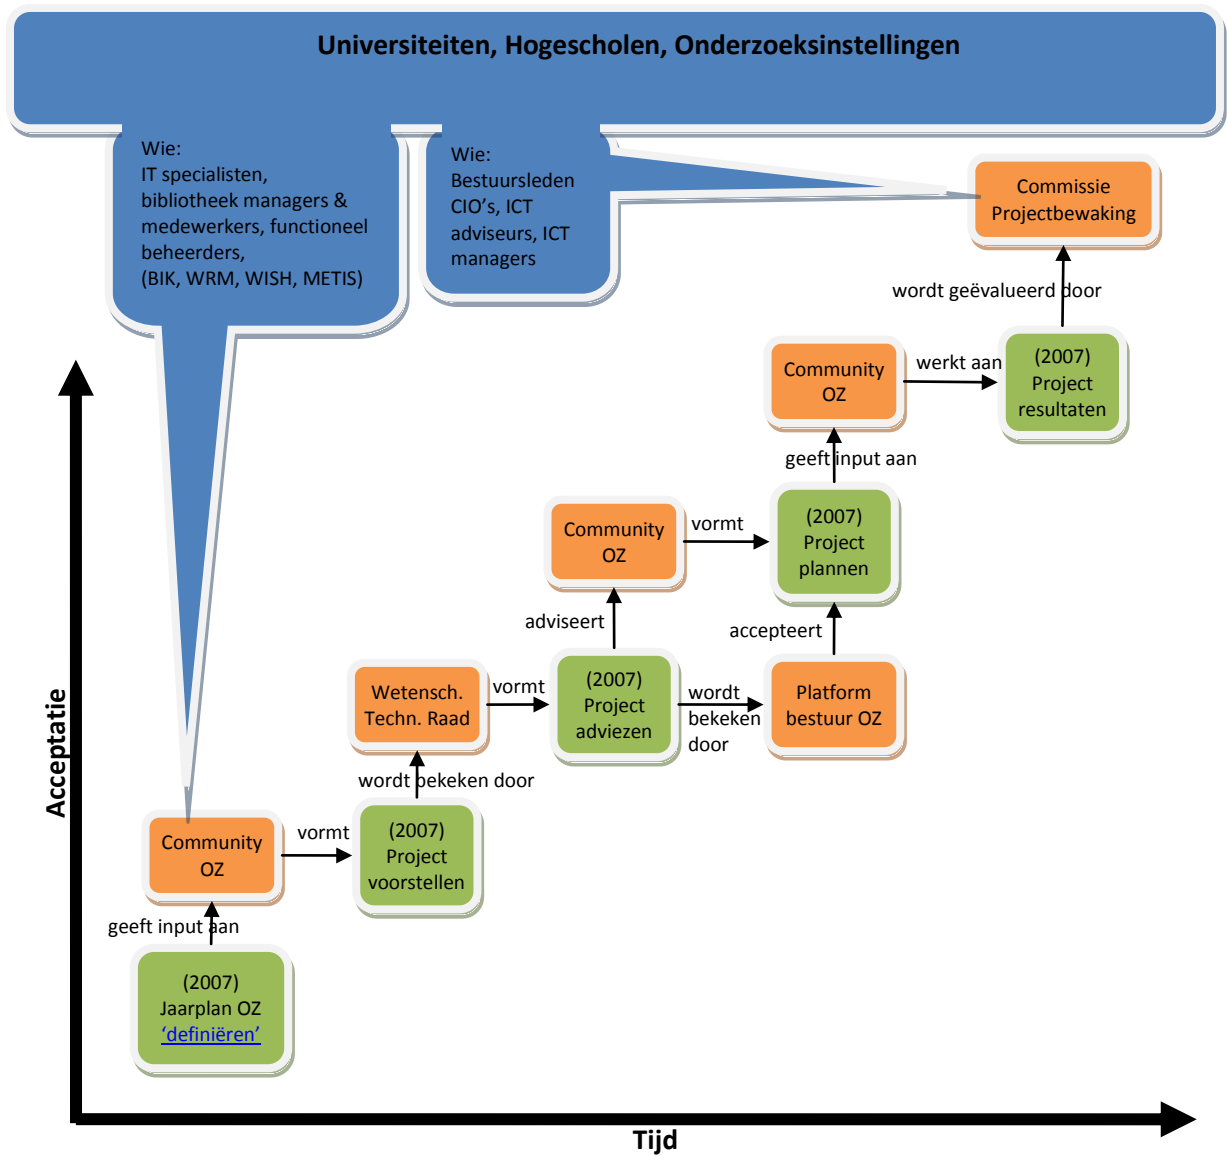 Universiteiten, Hogescholen, Onderzoeksinstellingen
Wie:
IT specialisten,
bibliotheek managers &
medewerkers, functioneel
beheerders,
(BIK, WRM, WISH, METIS)
Wie:
Bestuursleden
CIO's, ICT
adviseurs, ICT
managers
Commissie
Projectbewaking
wordt geëvalueerd door
Community
OZ
werkt aan
(2007)
Project
resultaten
geeft input aan
Community
OZ
vormt
(2007)
Project
plannen
adviseert
accepteert
Wetensch.
Techn. Raad
vormt
(2007)
Project
adviezen
wordt
bekeken
door
Platform
bestuur OZ
wordt bekeken door
Community
OZ
vormt
(2007)
Project
voorstellen
geeft input aan
(2007)
Jaarplan OZ
'definiëren'
Acceptatie
Tijd